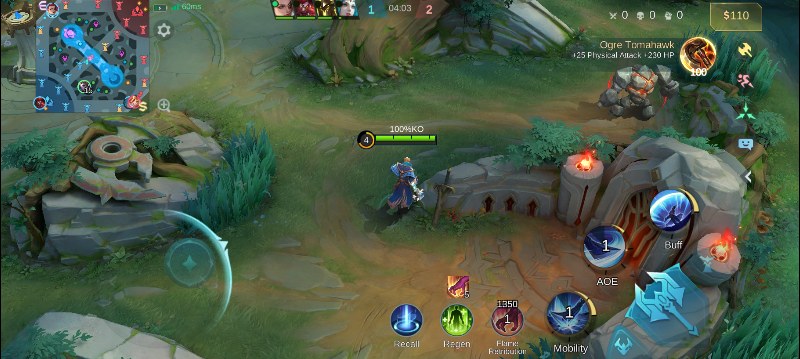 63ms
1 04:03 2
0 0 0
$110
Ogre Tomahawk
+25 Physical Attack +230 HP
100
15
S
100%KO
4
Buff
1
AOE
5
1350
1
1
Recall
Regen
Flame
Retribution
Mobility